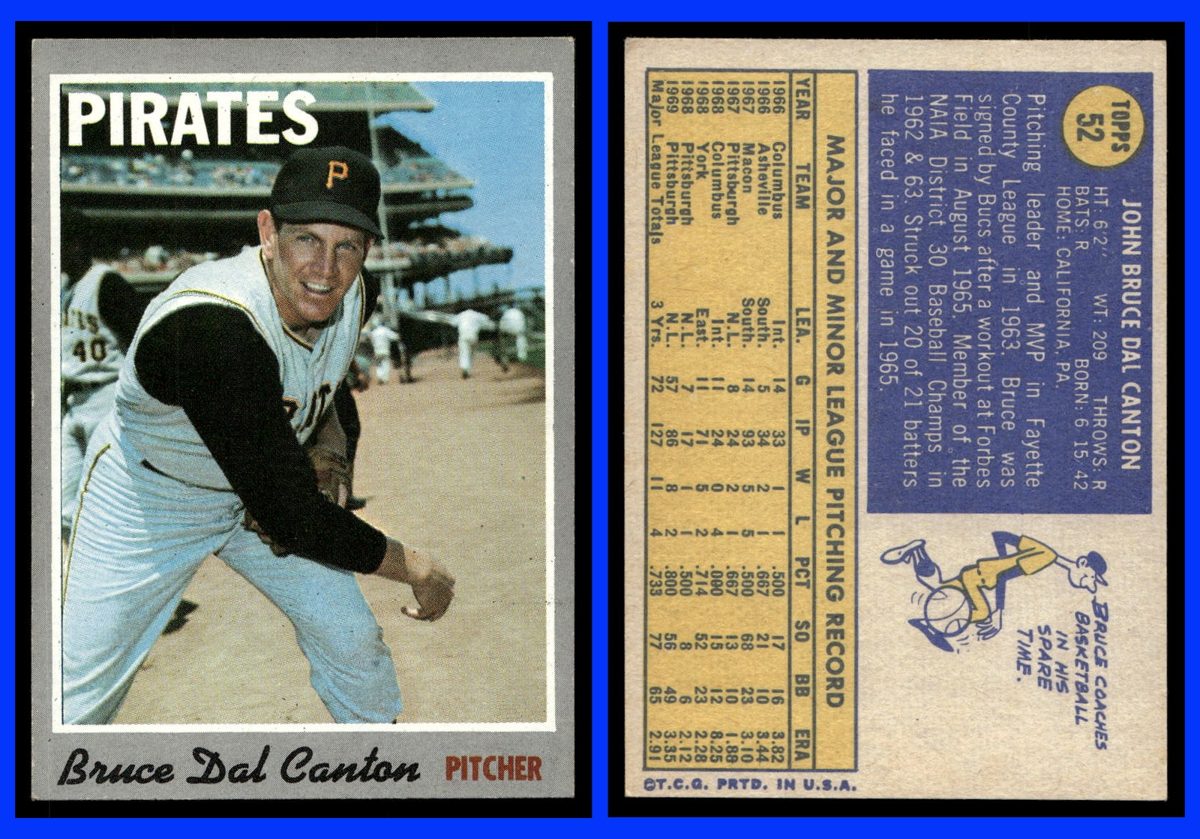 PIRATES
P
40
Bruce Dal Canton PITCHER
TOPPS
52
JOHN BRUCE DAL CANTON
HT: 6'2" WT. 209 THROWS: R
BATS: R BORN: 6 15 42
HOME: CALIFORNIA, PA.
Pitching leader and MVP in Fayette
County League in 1963. Bruce was
signed by Bucs after a workout at Forbes
Field in August 1965. Member of the
NAIA District 30 Baseball Champs in
1962 & 63. Struck out 20 of 21 batters
he faced in a game in 1965.
BRUCE COACHES
BASKETBALL
IN HIS
SPARE
TIME.
MAJOR AND MINOR LEAGUE PITCHING RECORD
YEAR TEAM LEA. G IP W L PCT SO BB ERA
1966 Columbus Int. 14 33 1 1 .500 17 16 3.82
1966 Asheville South. 5 34 2 1 .667 21 10 3.44
1967 Macon South. 14 93 5 5 .500 68 23 3.10
1967 Pittsburgh N.L. 8 24 2 1 .667 13 10 1.88
1968 Columbus Int. 11 24 0 4 .000 15 12 8.25
1968 York East. 11 71 5 2 .714 52 23 2.28
1968 Pittsburgh N.L. 7 17 1 1 .500 8 6 2.12
1969 Pittsburgh N.L. 57 86 8 2 .800 56 49 3.35
Major League Totals 3 Yrs. 72 127 11 4 .733 77 65 2.91
©T.C.G. PRTD. IN U.S.A.